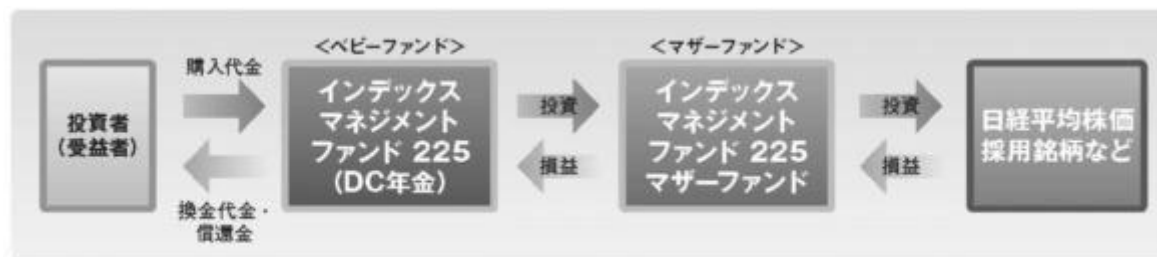 <ベビーファンド>
<マザーファンド>
購入代金
投資者
(受益者)
換金代金・
償還金
インデックス
マネジメント
ファンド 225
(DC年金)
投資
損益
インデックス
マネジメント
ファンド 225
マザーファンド
投資
損益
日経平均株価
採用銘柄など